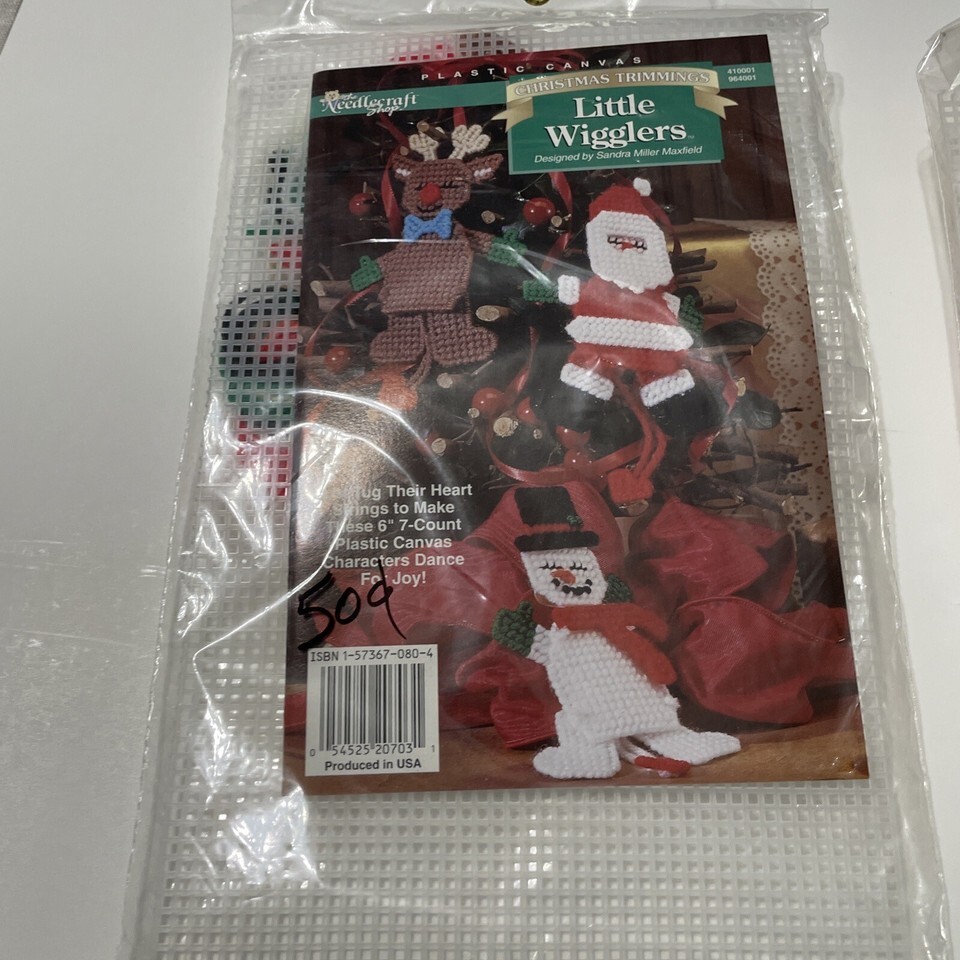 PLASTIC CANVAS
The
Needlecraft
Shop
CHRISTMAS TRIMMINGS
410001
964001
Little
Wigglers™
Designed by Sandra Miller Maxfield
Tug Their Heart
Strings to Make
These 6" 7-Count
Plastic Canvas
Characters Dance
For Joy!
50¢
ISBN 1-57367-080-4
0 54525 20703 1
Produced in USA